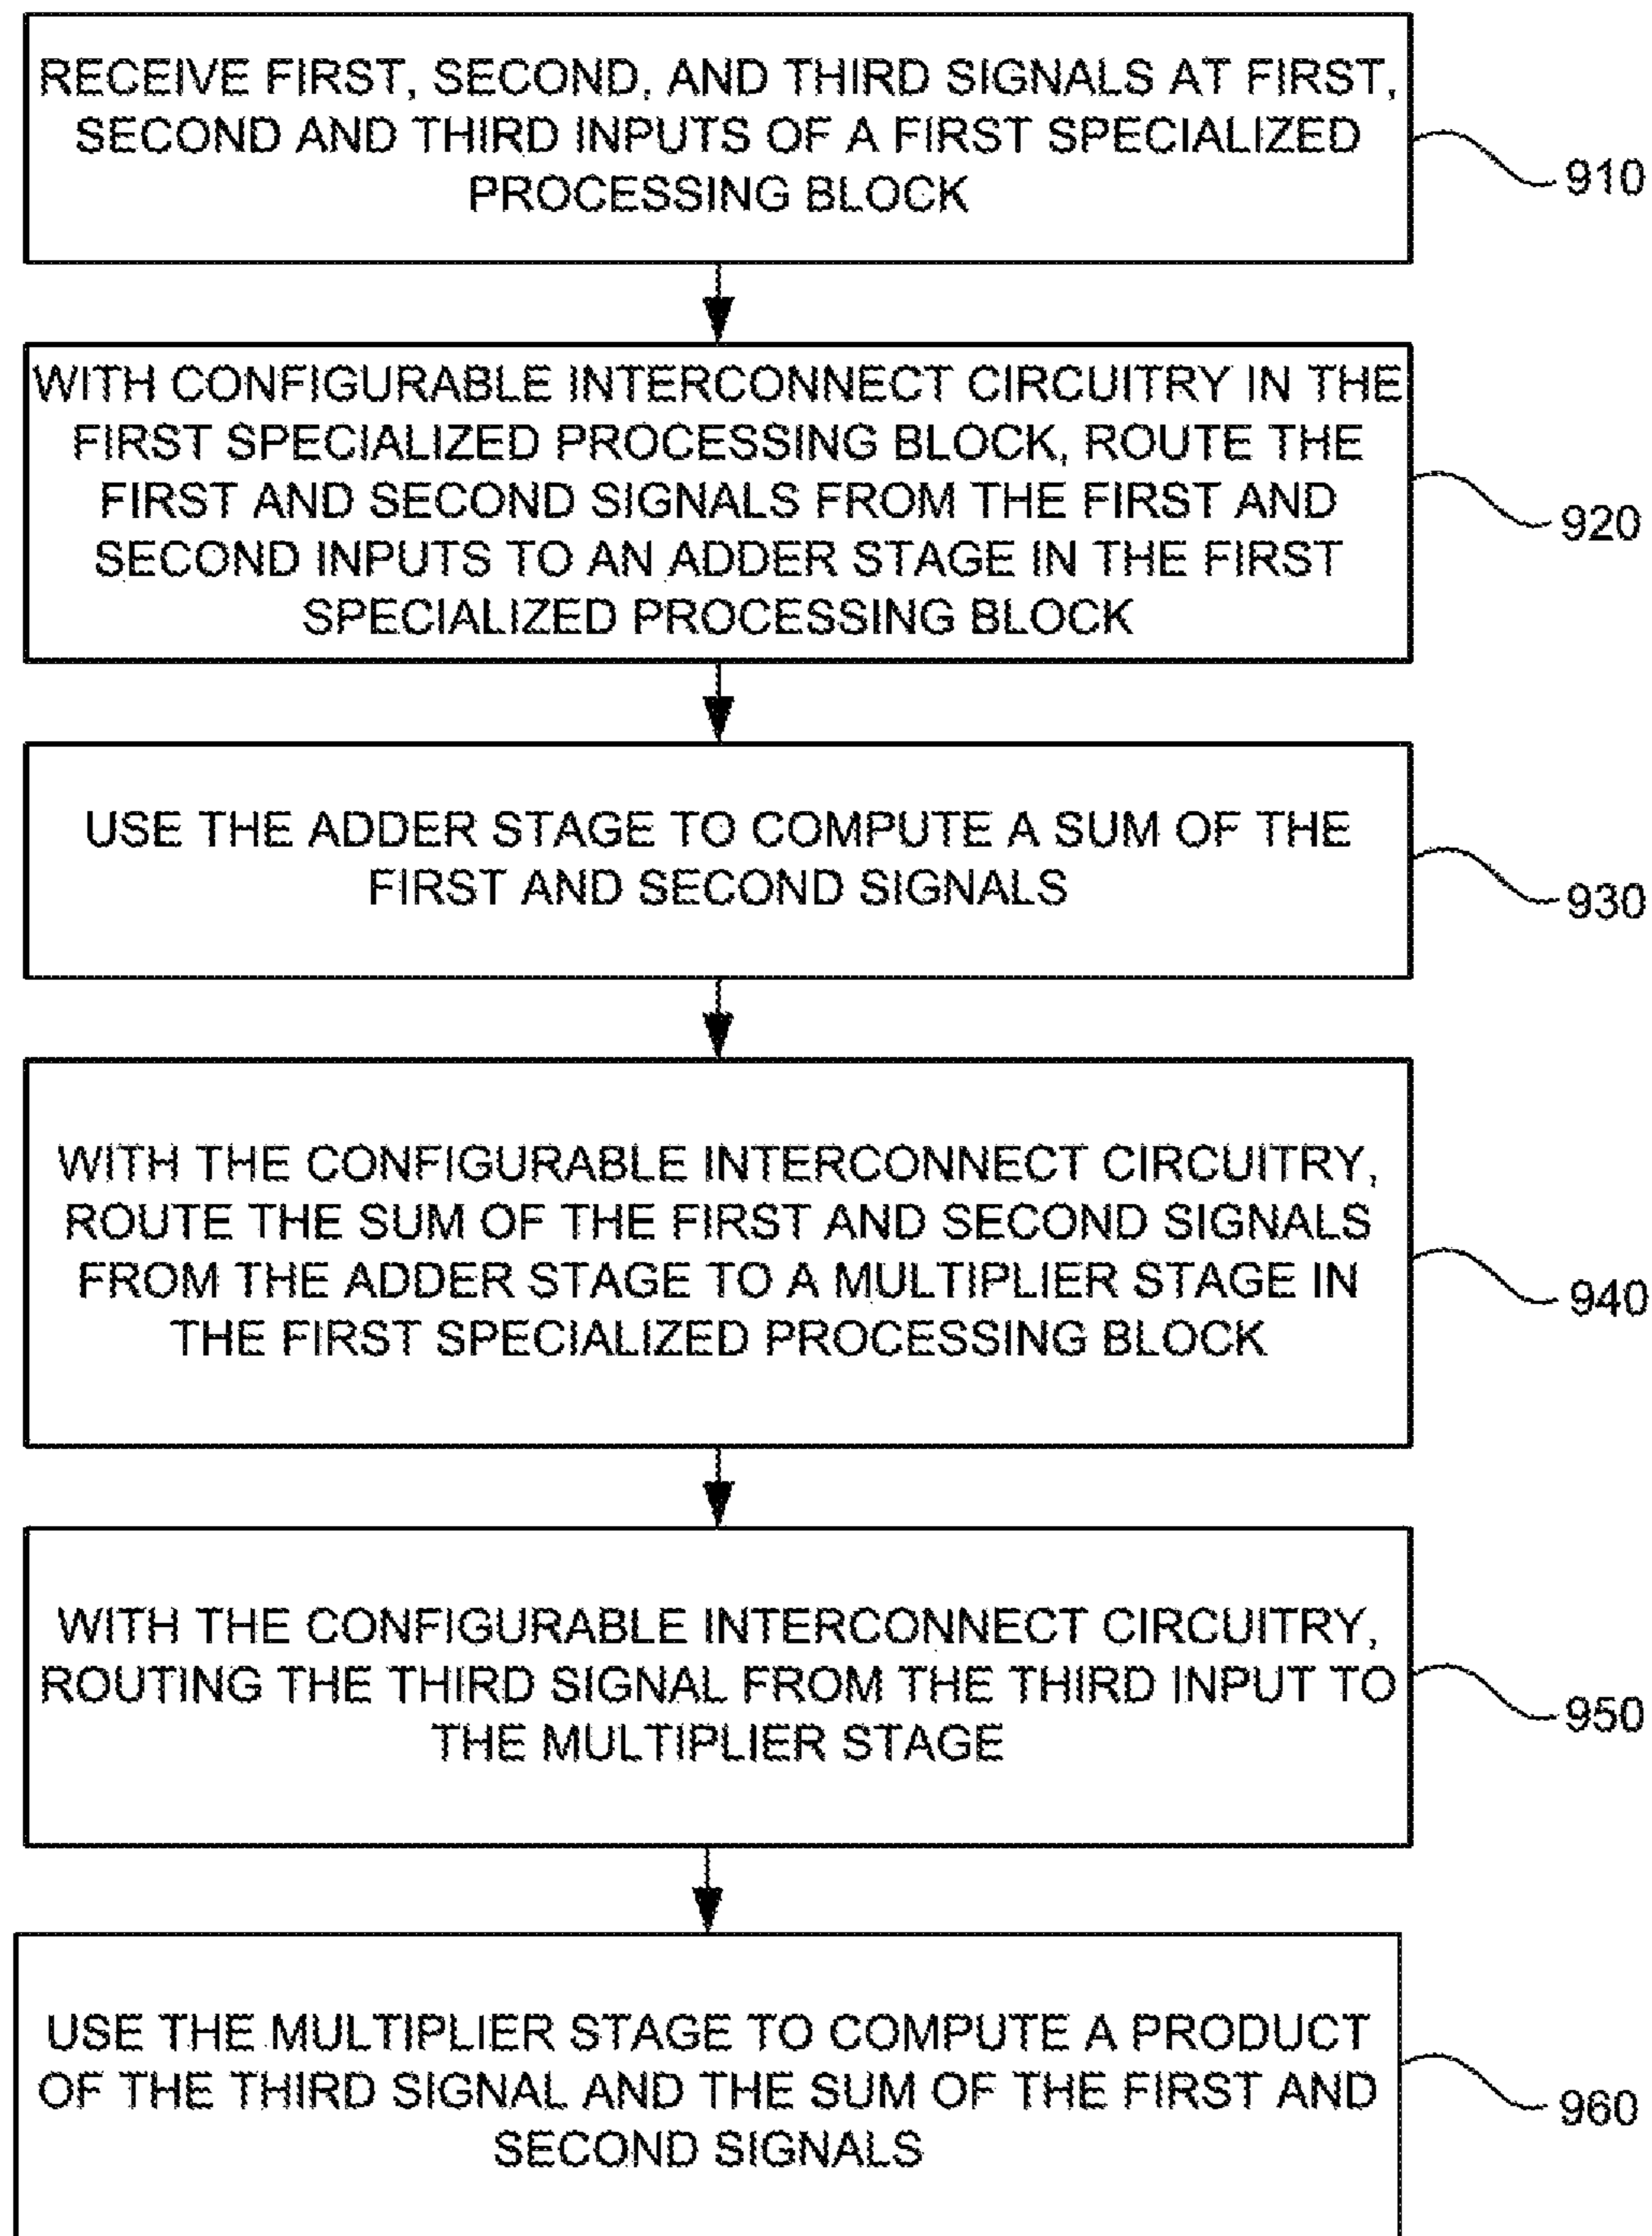 RECEIVE FIRST, SECOND, AND THIRD SIGNALS AT FIRST,
SECOND AND THIRD INPUTS OF A FIRST SPECIALIZED
PROCESSING BLOCK
910
WITH CONFIGURABLE INTERCONNECT CIRCUITRY IN THE
FIRST SPECIALIZED PROCESSING BLOCK, ROUTE THE
FIRST AND SECOND SIGNALS FROM THE FIRST AND
SECOND INPUTS TO AN ADDER STAGE IN THE FIRST
SPECIALIZED PROCESSING BLOCK
920
USE THE ADDER STAGE TO COMPUTE A SUM OF THE
FIRST AND SECOND SIGNALS
930
WITH THE CONFIGURABLE INTERCONNECT CIRCUITRY,
ROUTE THE SUM OF THE FIRST AND SECOND SIGNALS
FROM THE ADDER STAGE TO A MULTIPLIER STAGE IN
THE FIRST SPECIALIZED PROCESSING BLOCK
940
WITH THE CONFIGURABLE INTERCONNECT CIRCUITRY,
ROUTING THE THIRD SIGNAL FROM THE THIRD INPUT TO
THE MULTIPLIER STAGE
950
USE THE MULTIPLIER STAGE TO COMPUTE A PRODUCT
OF THE THIRD SIGNAL AND THE SUM OF THE FIRST AND
SECOND SIGNALS
960